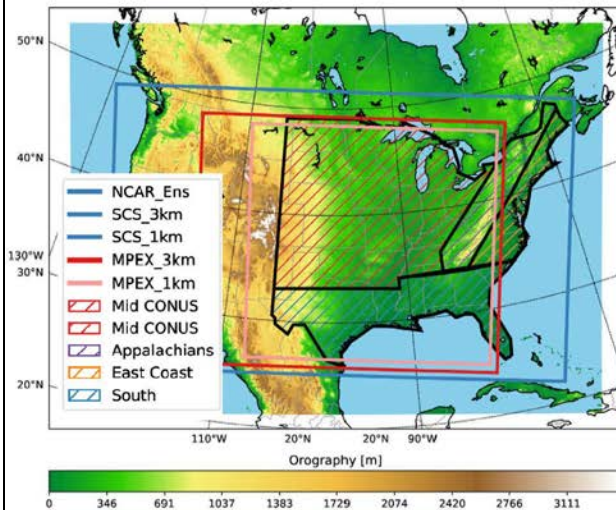 50°N
40°N
130°W
30°N
20°N
NCAR_Ens
SCS_3km
SCS_1km
MPEX_3km
MPEX_1km
Mid CONUS
Mid CONUS
Appalachians
East Coast
South
110°W 20°N 20°N 90°W
Orography [m]
0 346 691 1037 1383 1729 2074 2420 2766 3111